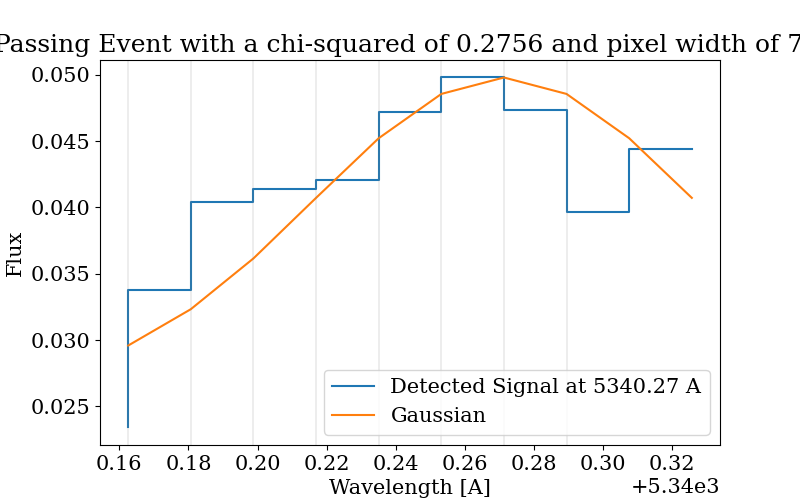 Passing Event with a chi-squared of 0.2756 and pixel width of 7
0.050
0.045
0.040
0.035
0.030
0.025
Flux
Detected Signal at 5340.27 A
Gaussian
0.16 0.18 0.20 0.22 0.24 0.26 0.28 0.30 0.32
Wavelength [A]
+5.34e3